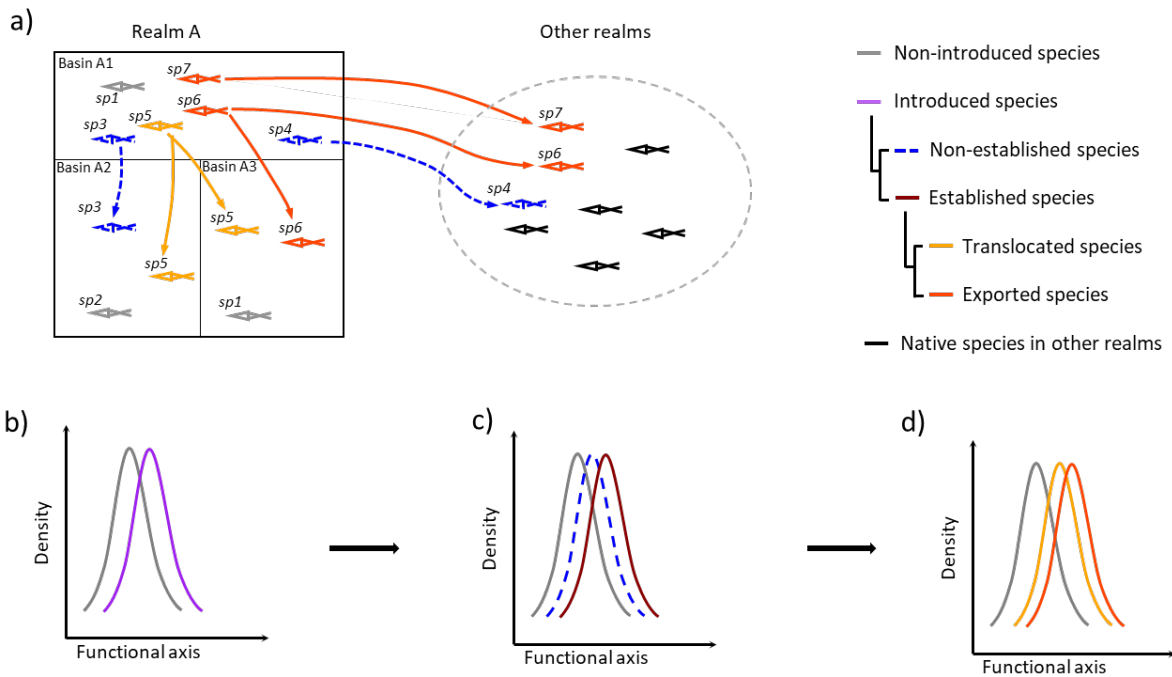 a)
Realm A
Other realms
Basin A1
sp7
sp1
sp6
sp3
sp5
sp4
Basin A2
Basin A3
sp3
sp5
sp6
sp5
sp2
sp1
sp7
sp6
sp4
Non-introduced species
Introduced species
Non-established species
Established species
Translocated species
Exported species
Native species in other realms
b)
Density
Functional axis
c)
Density
Functional axis
d)
Density
Functional axis